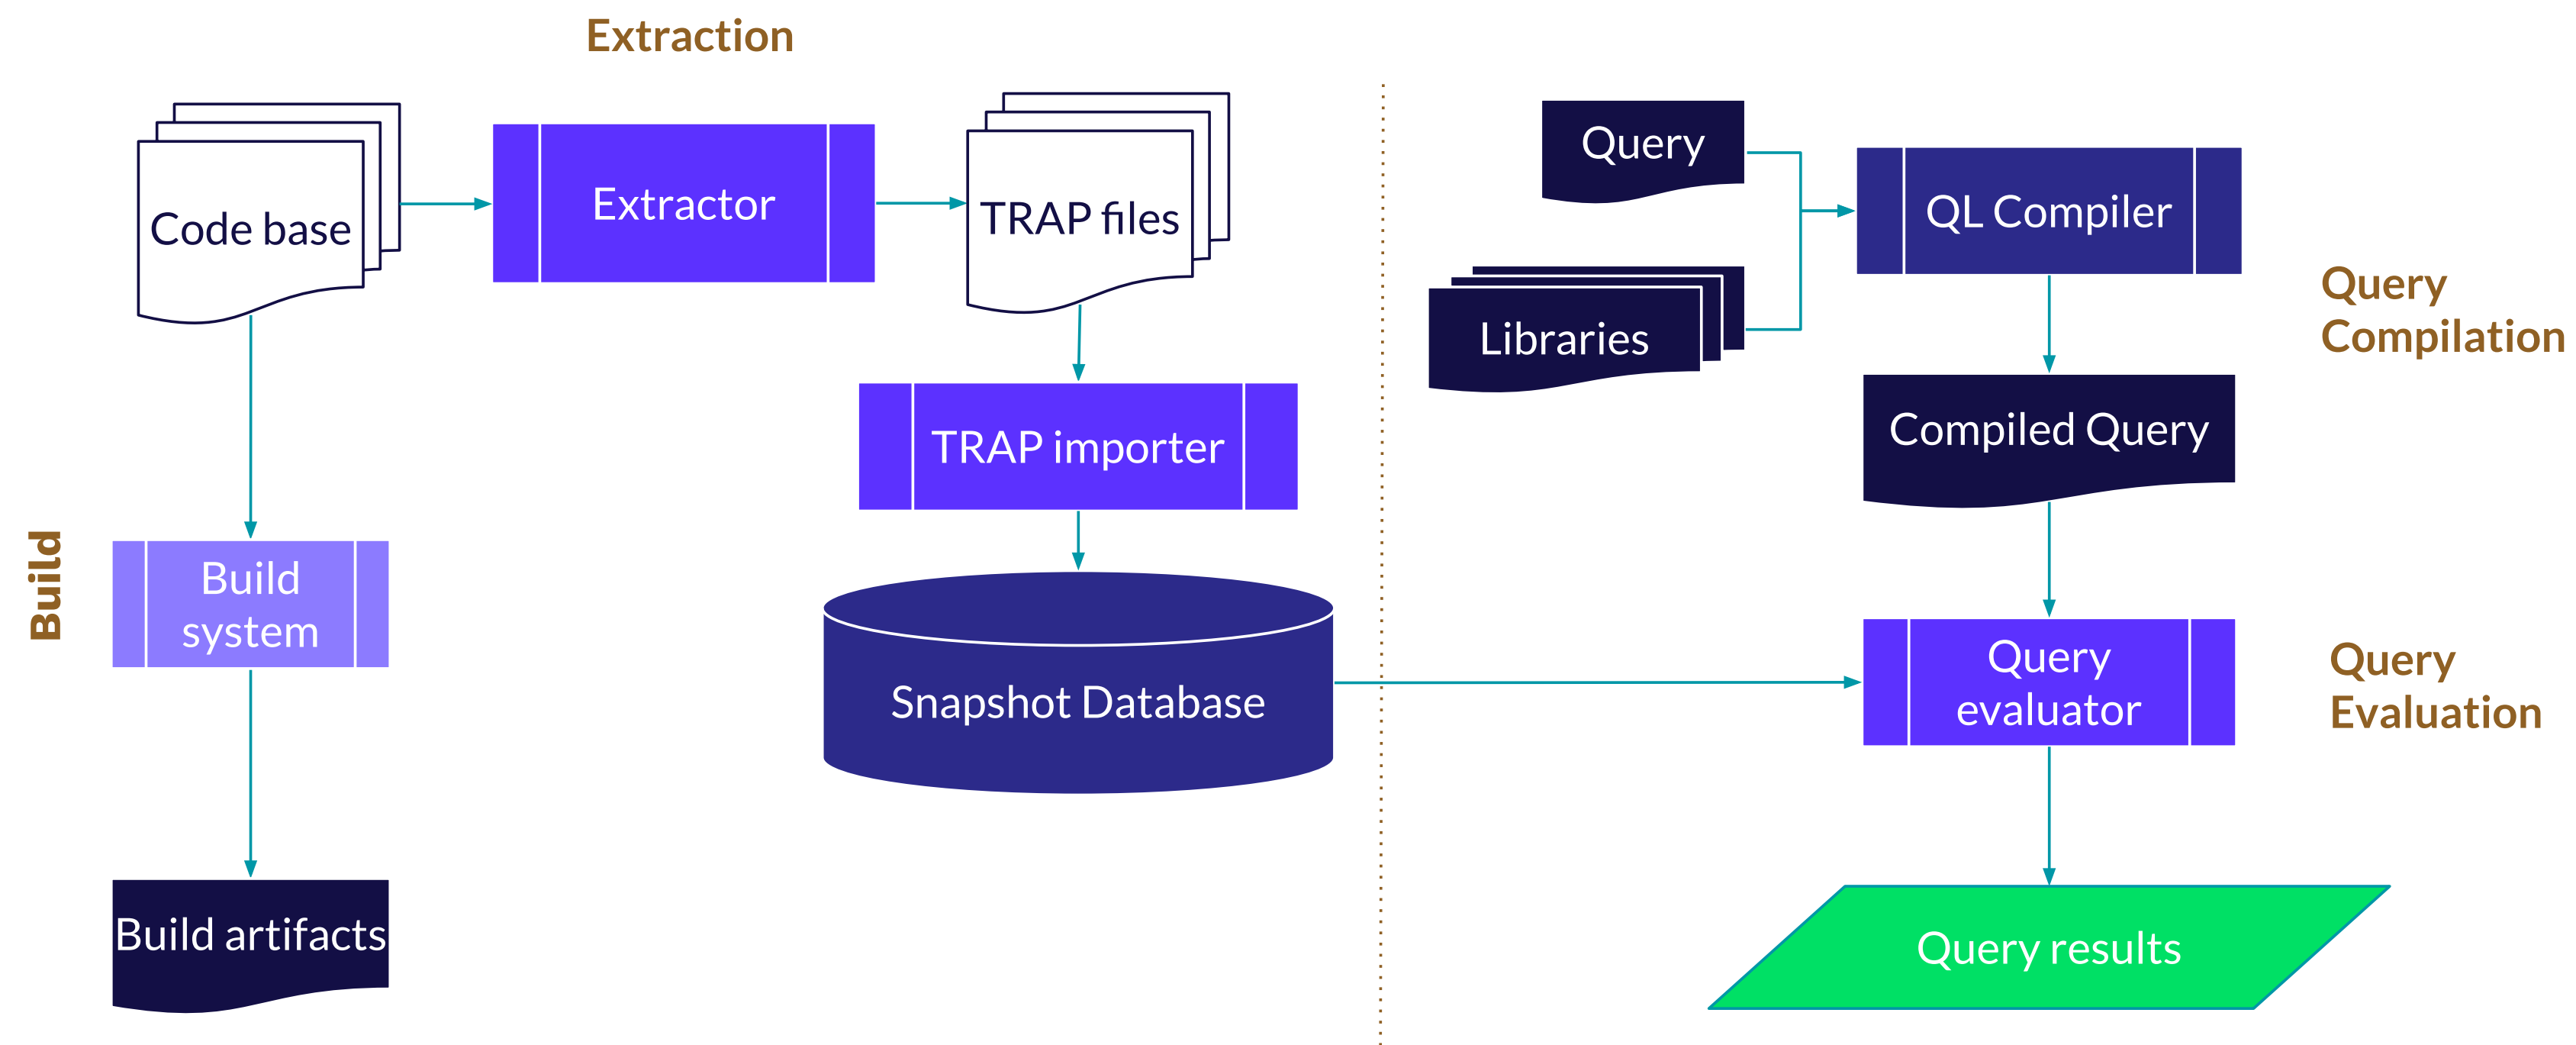 Extraction
Code base
Extractor
TRAP files
TRAP importer
Snapshot Database
Build
Build
system
Build artifacts
Query
Libraries
QL Compiler
Query
Compilation
Compiled Query
Query
evaluator
Query
Evaluation
Query results